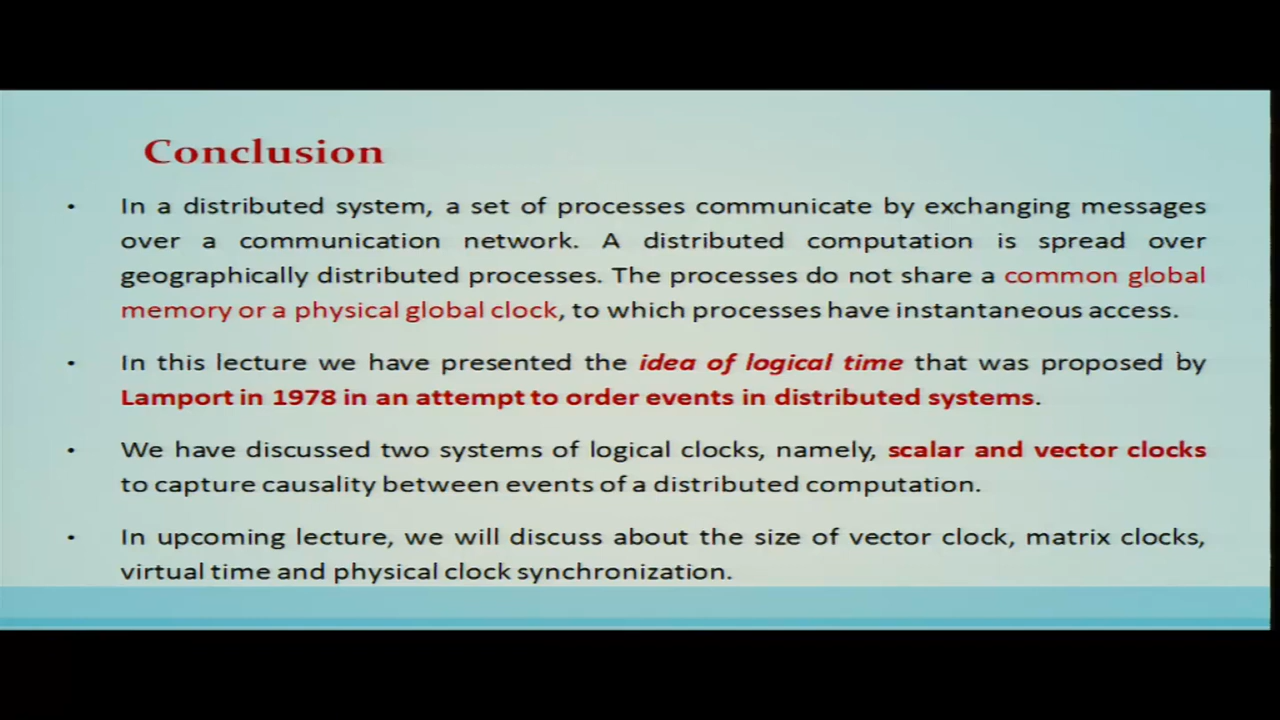 Conclusion
• In a distributed system, a set of processes communicate by exchanging messages
over a communication network. A distributed computation is spread over
geographically distributed processes. The processes do not share a common global
memory or a physical global clock, to which processes have instantaneous access.
• In this lecture we have presented the idea of logical time that was proposed by
Lamport in 1978 in an attempt to order events in distributed systems.
• We have discussed two systems of logical clocks, namely, scalar and vector clocks
to capture causality between events of a distributed computation.
• In upcoming lecture, we will discuss about the size of vector clock, matrix clocks,
virtual time and physical clock synchronization.